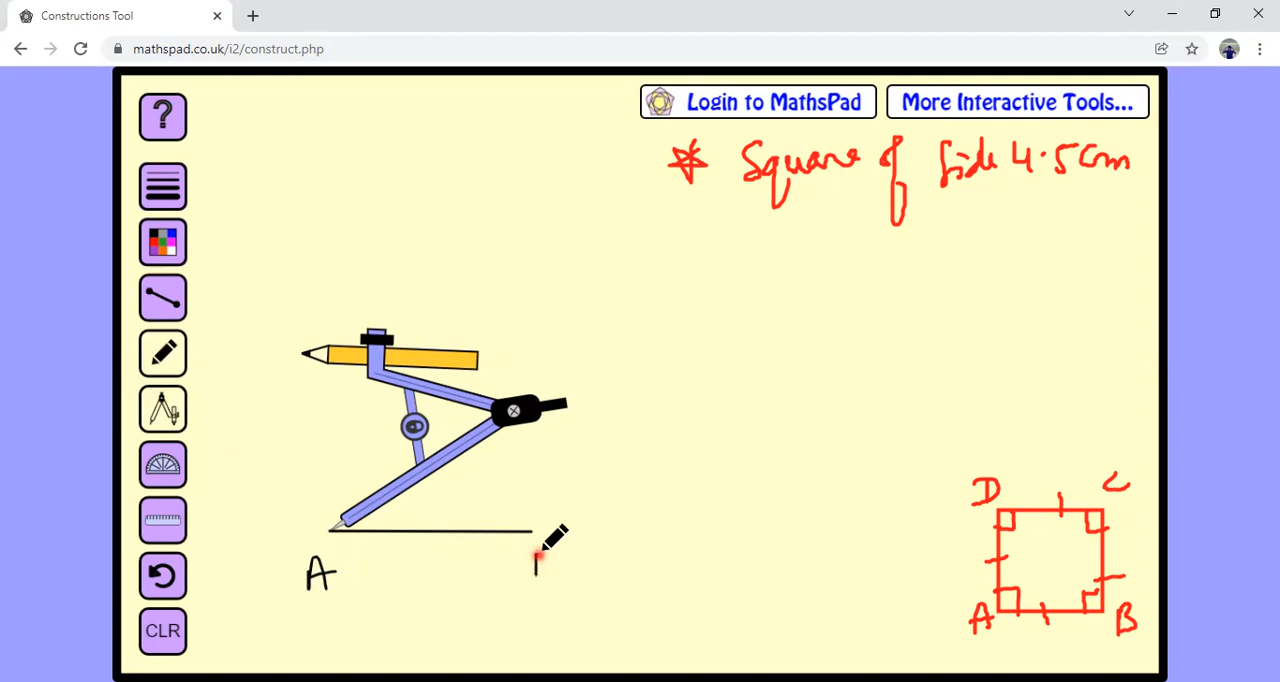 Constructions Tool
mathspad.co.uk/i2/construct.php
?
Login to MathsPad
More Interactive Tools...
* Square of Side 4.5cm
A
D C
A B
CLR